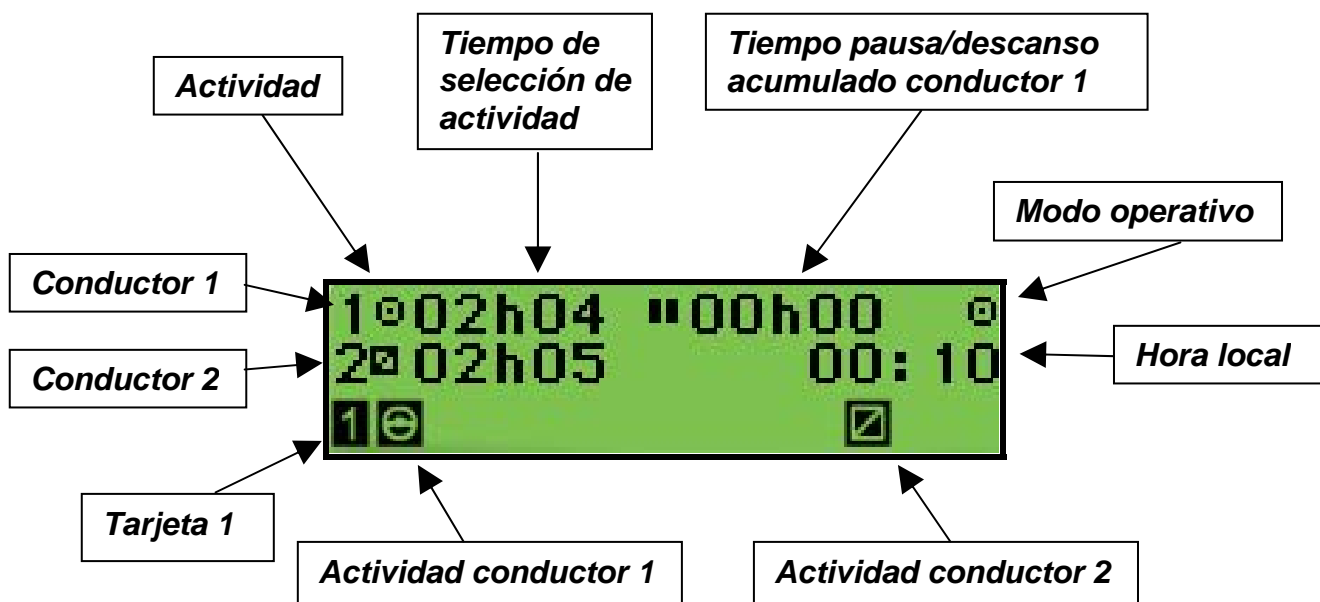 Tiempo de
selección de
actividad
Tiempo pausa/descanso
acumulado conductor 1
Actividad
Modo operativo
Conductor 1
1 02h04 00h00
Hora local
Conductor 2
2 02h05 00:10
1
Tarjeta 1
Actividad conductor 1
Actividad conductor 2